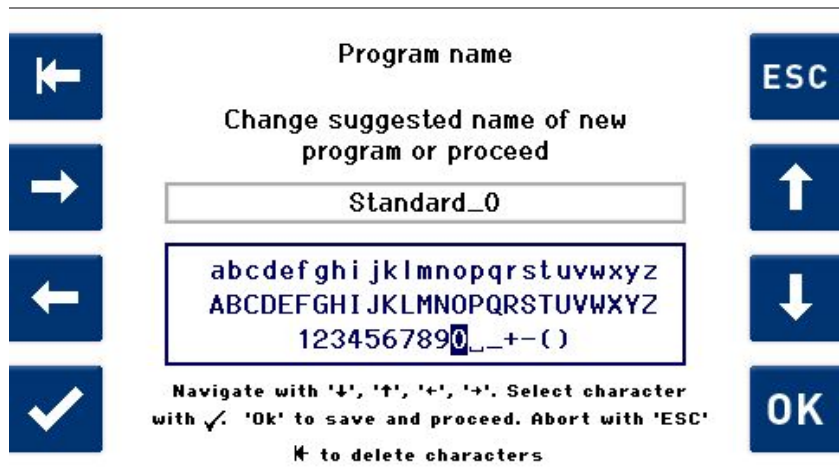 Program name
ESC
Change suggested name of new
program or proceed
Standard_0
abcdefghijklmnopqrstuvwxyz
ABCDEFGHIJKLMNOPQRSTUVWXYZ
1234567890␣_+-()
Navigate with '↓', '↑', '←', '→'. Select character
with ✓. 'Ok' to save and proceed. Abort with 'ESC'
OK
⇤ to delete characters